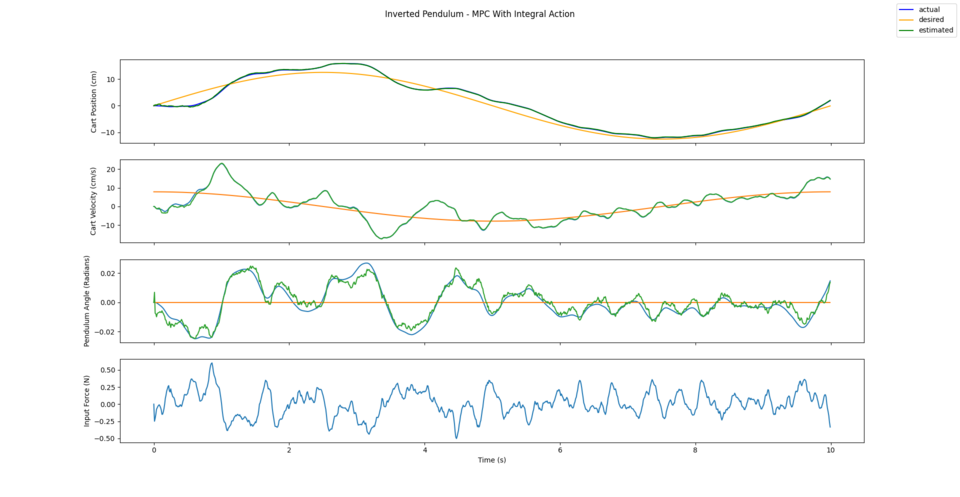 Inverted Pendulum - MPC With Integral Action
actual
desired
estimated
Cart Position (cm)
10
0
−10
Cart Velocity (cm/s)
20
10
0
−10
Pendulum Angle (Radians)
0.02
0.00
−0.02
Input Force (N)
0.50
0.25
0.00
−0.25
−0.50
0 2 4 6 8 10
Time (s)